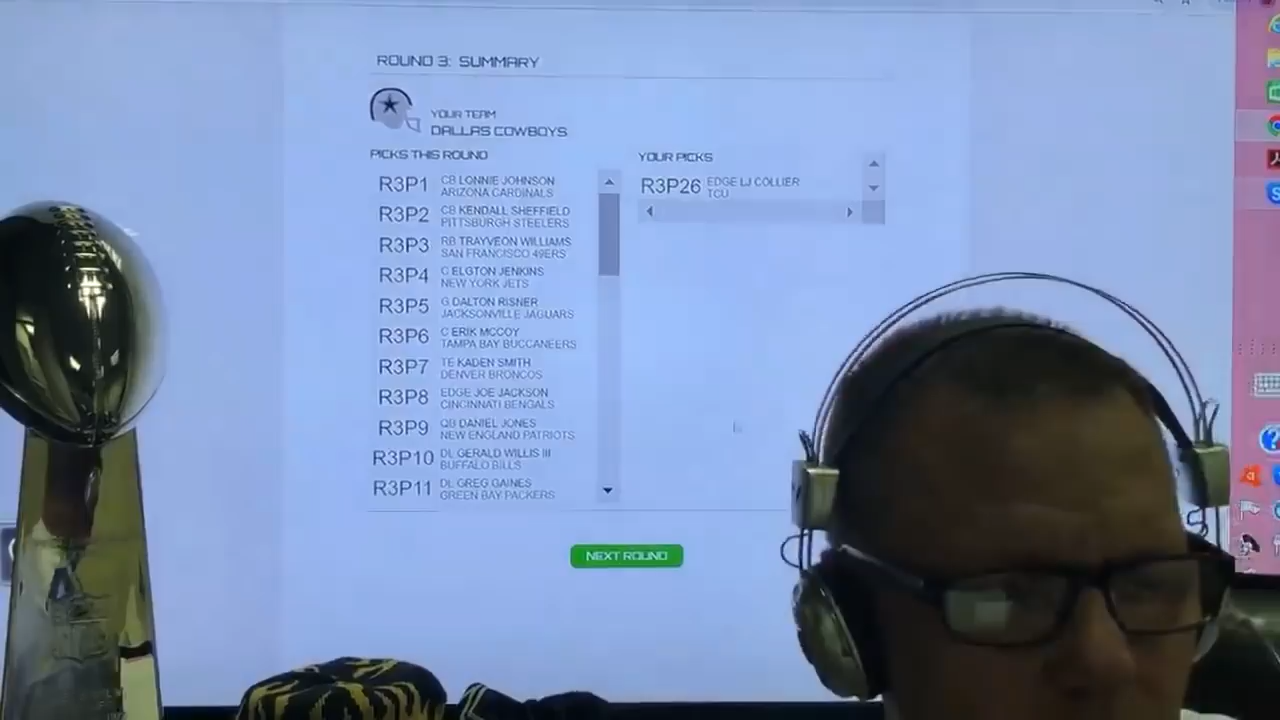 ROUND 3: SUMMARY
YOUR TEAM
DALLAS COWBOYS
PICKS THIS ROUND
R3P1 CB LONNIE JOHNSON
ARIZONA CARDINALS
R3P2 CB KENDALL SHEFFIELD
PITTSBURGH STEELERS
R3P3 RB TRAYVEON WILLIAMS
SAN FRANCISCO 49ERS
R3P4 C ELGTON JENKINS
NEW YORK JETS
R3P5 G DALTON RISNER
JACKSONVILLE JAGUARS
R3P6 C ERIK MCCOY
TAMPA BAY BUCCANEERS
R3P7 TE KADEN SMITH
DENVER BRONCOS
R3P8 EDGE JOE JACKSON
CINCINNATI BENGALS
R3P9 QB DANIEL JONES
NEW ENGLAND PATRIOTS
R3P10 DL GERALD WILLIS III
BUFFALO BILLS
R3P11 DL GREG GAINES
GREEN BAY PACKERS
YOUR PICKS
R3P26 EDGE LJ COLLIER
TCU
NEXT ROUND
NFL